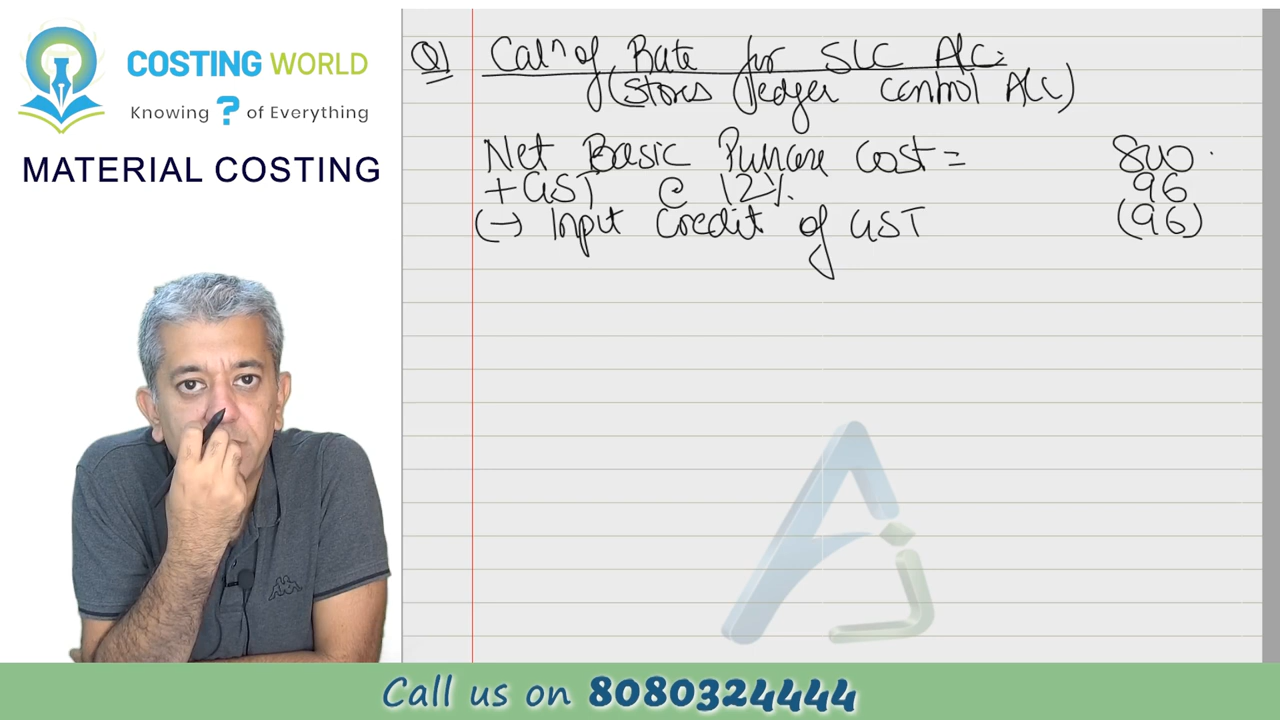 COSTING WORLD
Knowing ? of Everything
MATERIAL COSTING
Q1 Calⁿ of Rate for SLC A/C:
(Stores ledger control A/C)
Net Basic Purchase Cost = 800
+ GST @ 12% 96
(-) Input Credit of GST (96)
Call us on 8080324444